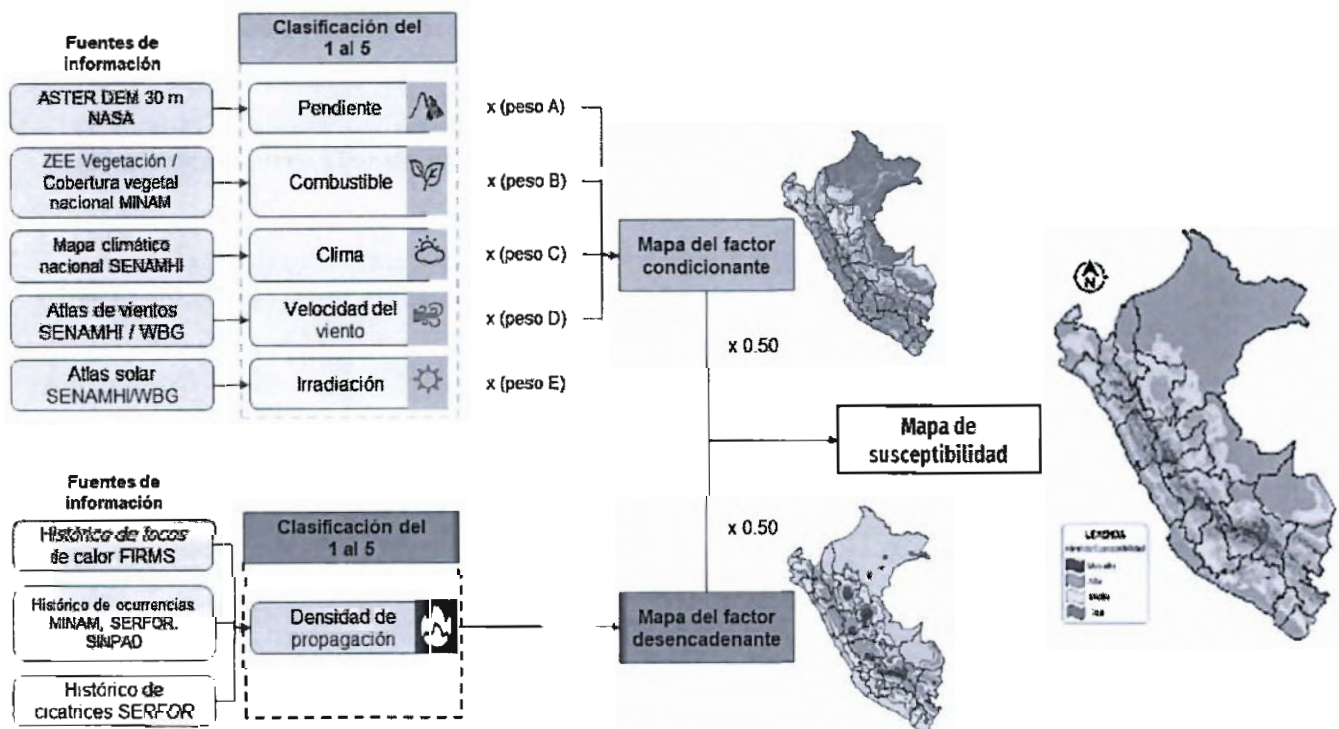 Fuentes de
información
Clasificación del
1 al 5
ASTER DEM 30 m
NASA
Pendiente
x (peso A)
ZEE Vegetación /
Cobertura vegetal
nacional MINAM
Combustible
x (peso B)
Mapa climático
nacional SENAMHI
Clima
x (peso C)
Atlas de vientos
SENAMHI / WBG
Velocidad del
viento
x (peso D)
Atlas solar
SENAMHI/WBG
Irradiación
x (peso E)
Mapa del factor
condicionante
x 0.50
Mapa de
susceptibilidad
N
LEYENDA
Alta
Fuentes de
información
Histórico de focos
de calor FIRMS
Histórico de ocurrencias
MINAM, SERFOR.
SINPAD
Histórico de
cicatrices SERFOR
Clasificación del
1 al 5
Densidad de
propagación
x 0.50
Mapa del factor
desencadenante